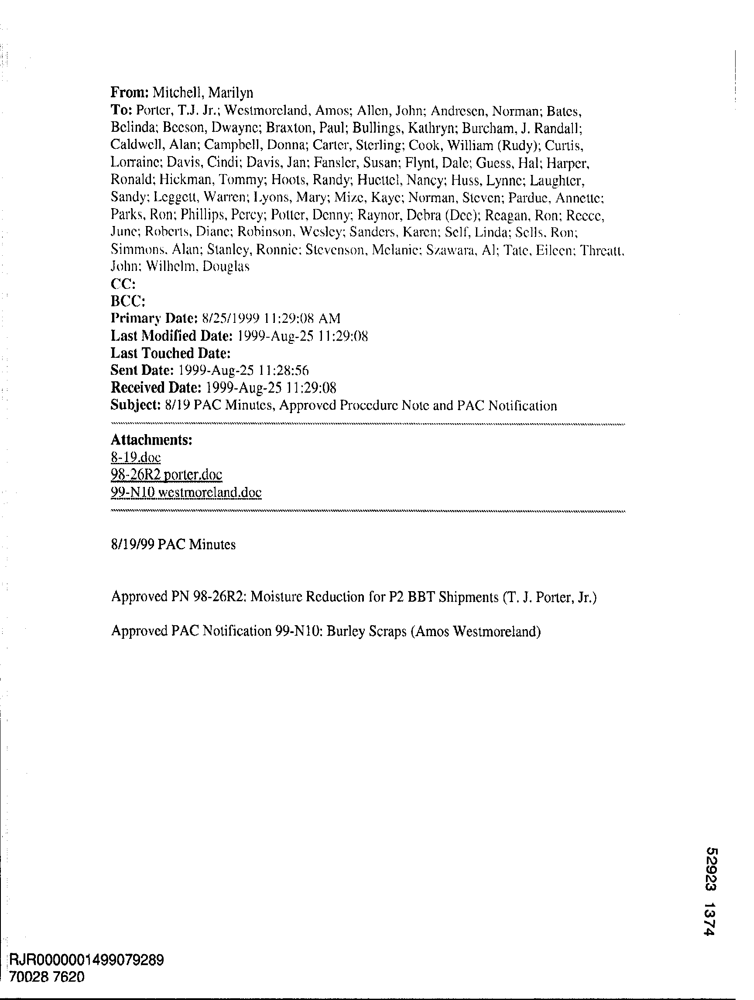 From: Mitchell, Marilyn
To: Porter, T.J. Jr.; Westmoreland, Amos; Allen, John; Andresen, Norman; Bates,
Belinda; Beeson, Dwayne; Braxton, Paul; Bullings, Kathryn; Burcham, J. Randall;
Caldwell, Alan; Campbell, Donna; Carter, Sterling; Cook, William (Rudy); Curtis,
Lorraine; Davis, Cindi; Davis, Jan; Fansler, Susan; Flynt, Dale; Guess, Hal; Harper,
Ronald; Hickman, Tommy; Hoots, Randy; Huettel, Nancy; Huss, Lynne; Laughter,
Sandy; Leggett, Warren; Lyons, Mary; Mize, Kaye; Norman, Steven; Pardue, Annette;
Parks, Ron; Phillips, Percy; Potter, Denny; Raynor, Debra (Dee); Reagan, Ron; Reece,
June; Roberts, Diane; Robinson, Wesley; Sanders, Karen; Self, Linda; Sells, Ron;
Simmons, Alan; Stanley, Ronnie; Stevenson, Melanie; Szawara, Al; Tate, Eileen; Threatt,
John; Wilhelm, Douglas
CC:
BCC:
Primary Date: 8/25/1999 11:29:08 AM
Last Modified Date: 1999-Aug-25 11:29:08
Last Touched Date:
Sent Date: 1999-Aug-25 11:28:56
Received Date: 1999-Aug-25 11:29:08
Subject: 8/19 PAC Minutes, Approved Procedure Note and PAC Notification
Attachments:
8-19.doc
98-26R2 porter.doc
99-N10 westmoreland.doc
8/19/99 PAC Minutes
Approved PN 98-26R2: Moisture Reduction for P2 BBT Shipments (T. J. Porter, Jr.)
Approved PAC Notification 99-N10: Burley Scraps (Amos Westmoreland)
52923 1374
RJR0000001499079289
70028 7620